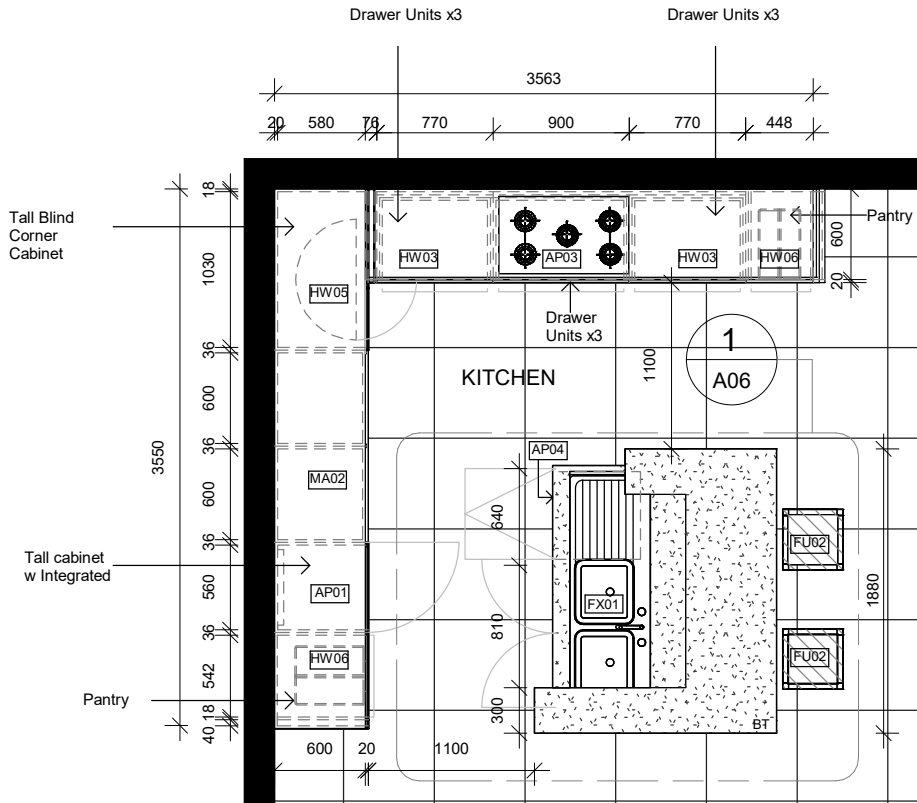 Drawer Units x3
Drawer Units x3
3563
20 580 76 770 900 770 448
Tall Blind
Corner
Cabinet
18
1030
36
600
36
600
36
560
36
542
18
40
3550
HW03
AP03
HW03
HW06
Pantry
600
20
HW05
Drawer
Units x3
KITCHEN
1100
1
A06
AP04
MA02
640
FU02
Tall cabinet
w Integrated
AP01
FX01
810
1880
HW06
FU02
Pantry
300
BT
600 20 1100